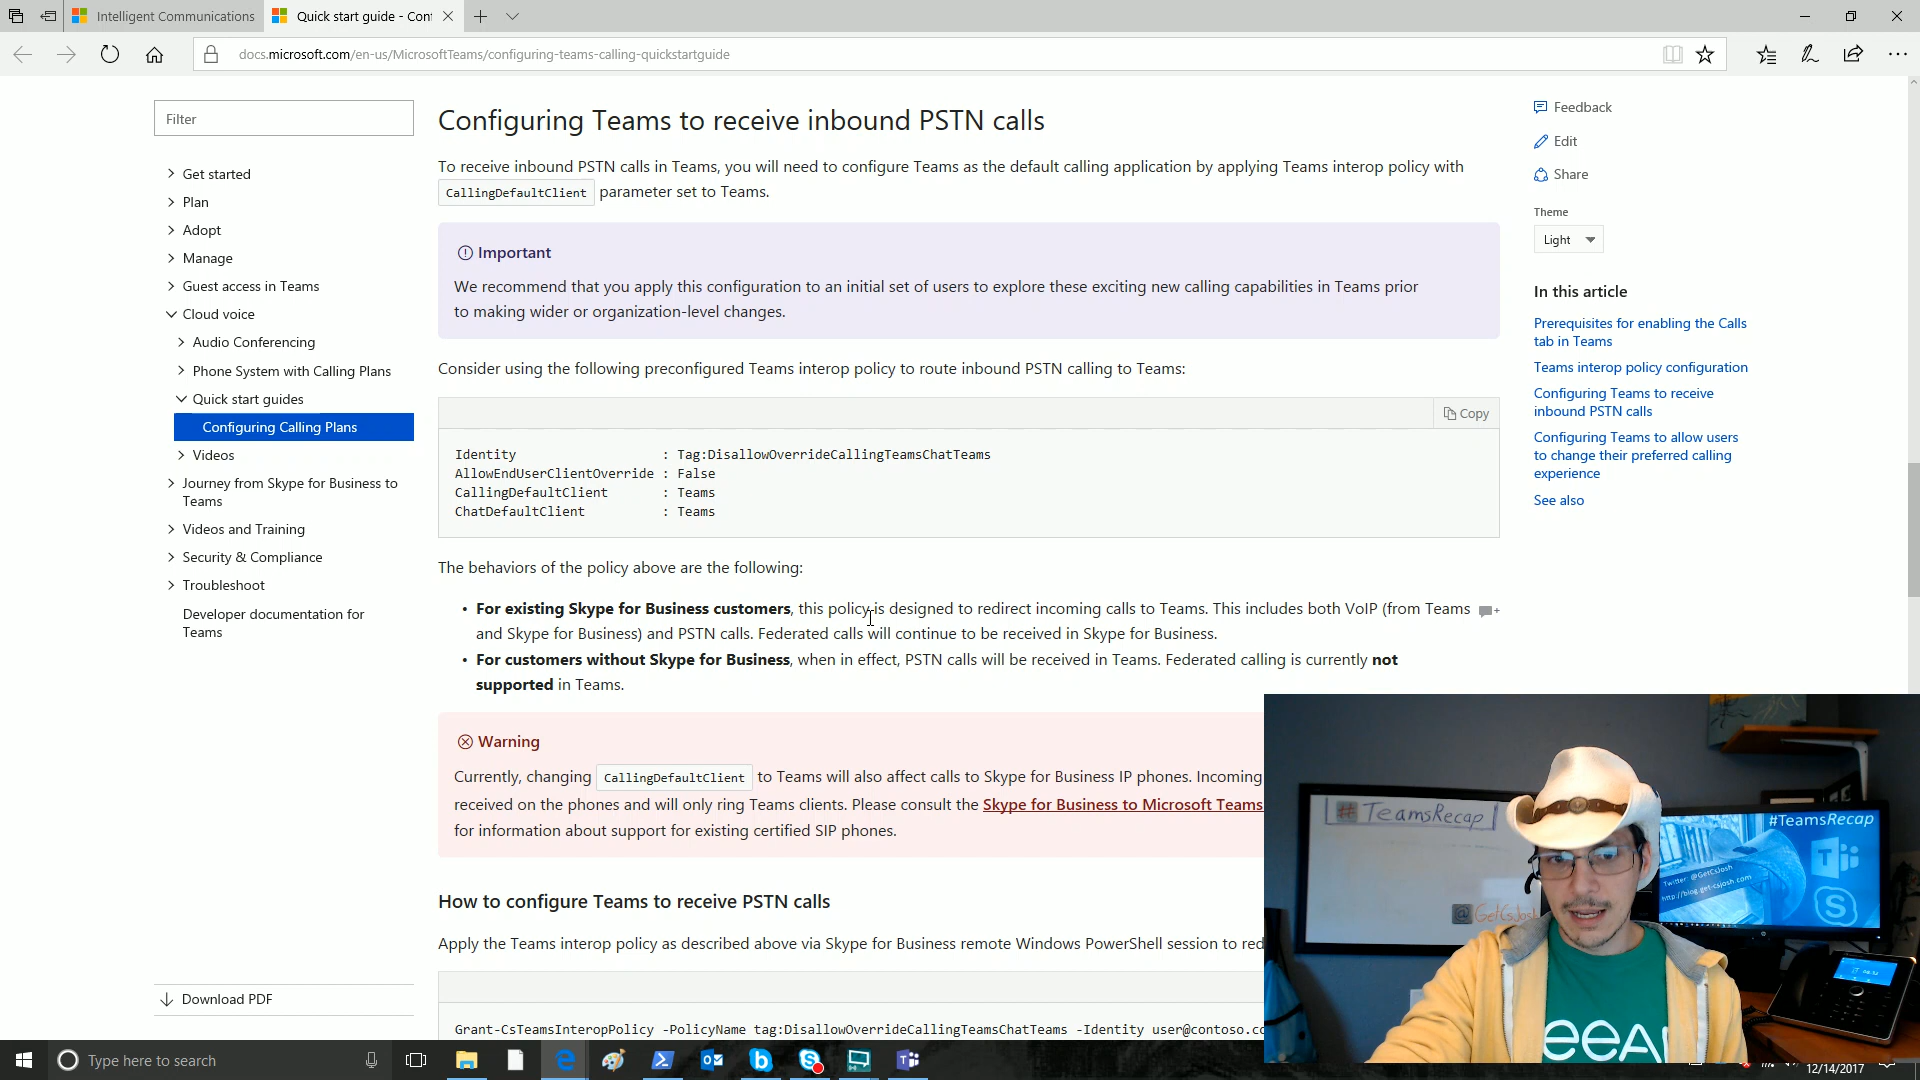 Intelligent Communications
Quick start guide - Conf
docs.microsoft.com/en-us/MicrosoftTeams/configuring-teams-calling-quickstartguide
Filter
Get started
Plan
Adopt
Manage
Guest access in Teams
Cloud voice
Audio Conferencing
Phone System with Calling Plans
Quick start guides
Configuring Calling Plans
Videos
Journey from Skype for Business to
Teams
Videos and Training
Security & Compliance
Troubleshoot
Developer documentation for
Teams
Download PDF
Configuring Teams to receive inbound PSTN calls
To receive inbound PSTN calls in Teams, you will need to configure Teams as the default calling application by applying Teams interop policy with
CallingDefaultClient parameter set to Teams.
Important
We recommend that you apply this configuration to an initial set of users to explore these exciting new calling capabilities in Teams prior
to making wider or organization-level changes.
Consider using the following preconfigured Teams interop policy to route inbound PSTN calling to Teams:
Copy
Identity : Tag:DisallowOverrideCallingTeamsChatTeams
AllowEndUserClientOverride : False
CallingDefaultClient : Teams
ChatDefaultClient : Teams
The behaviors of the policy above are the following:
• For existing Skype for Business customers, this policy is designed to redirect incoming calls to Teams. This includes both VoIP (from Teams
and Skype for Business) and PSTN calls. Federated calls will continue to be received in Skype for Business.
• For customers without Skype for Business, when in effect, PSTN calls will be received in Teams. Federated calling is currently not
supported in Teams.
Warning
Currently, changing CallingDefaultClient to Teams will also affect calls to Skype for Business IP phones. Incoming
received on the phones and will only ring Teams clients. Please consult the Skype for Business to Microsoft Teams
for information about support for existing certified SIP phones.
How to configure Teams to receive PSTN calls
Apply the Teams interop policy as described above via Skype for Business remote Windows PowerShell session to red
Grant-CsTeamsInteropPolicy -PolicyName tag:DisallowOverrideCallingTeamsChatTeams -Identity user@contoso.co
Feedback
Edit
Share
Theme
Light
In this article
Prerequisites for enabling the Calls
tab in Teams
Teams interop policy configuration
Configuring Teams to receive
inbound PSTN calls
Configuring Teams to allow users
to change their preferred calling
experience
See also
#TeamsRecap
@GetCsJosh
#TeamsRecap
Twitter: @GetCsJosh
http://blog.get-csjosh.com
Type here to search
12/14/2017